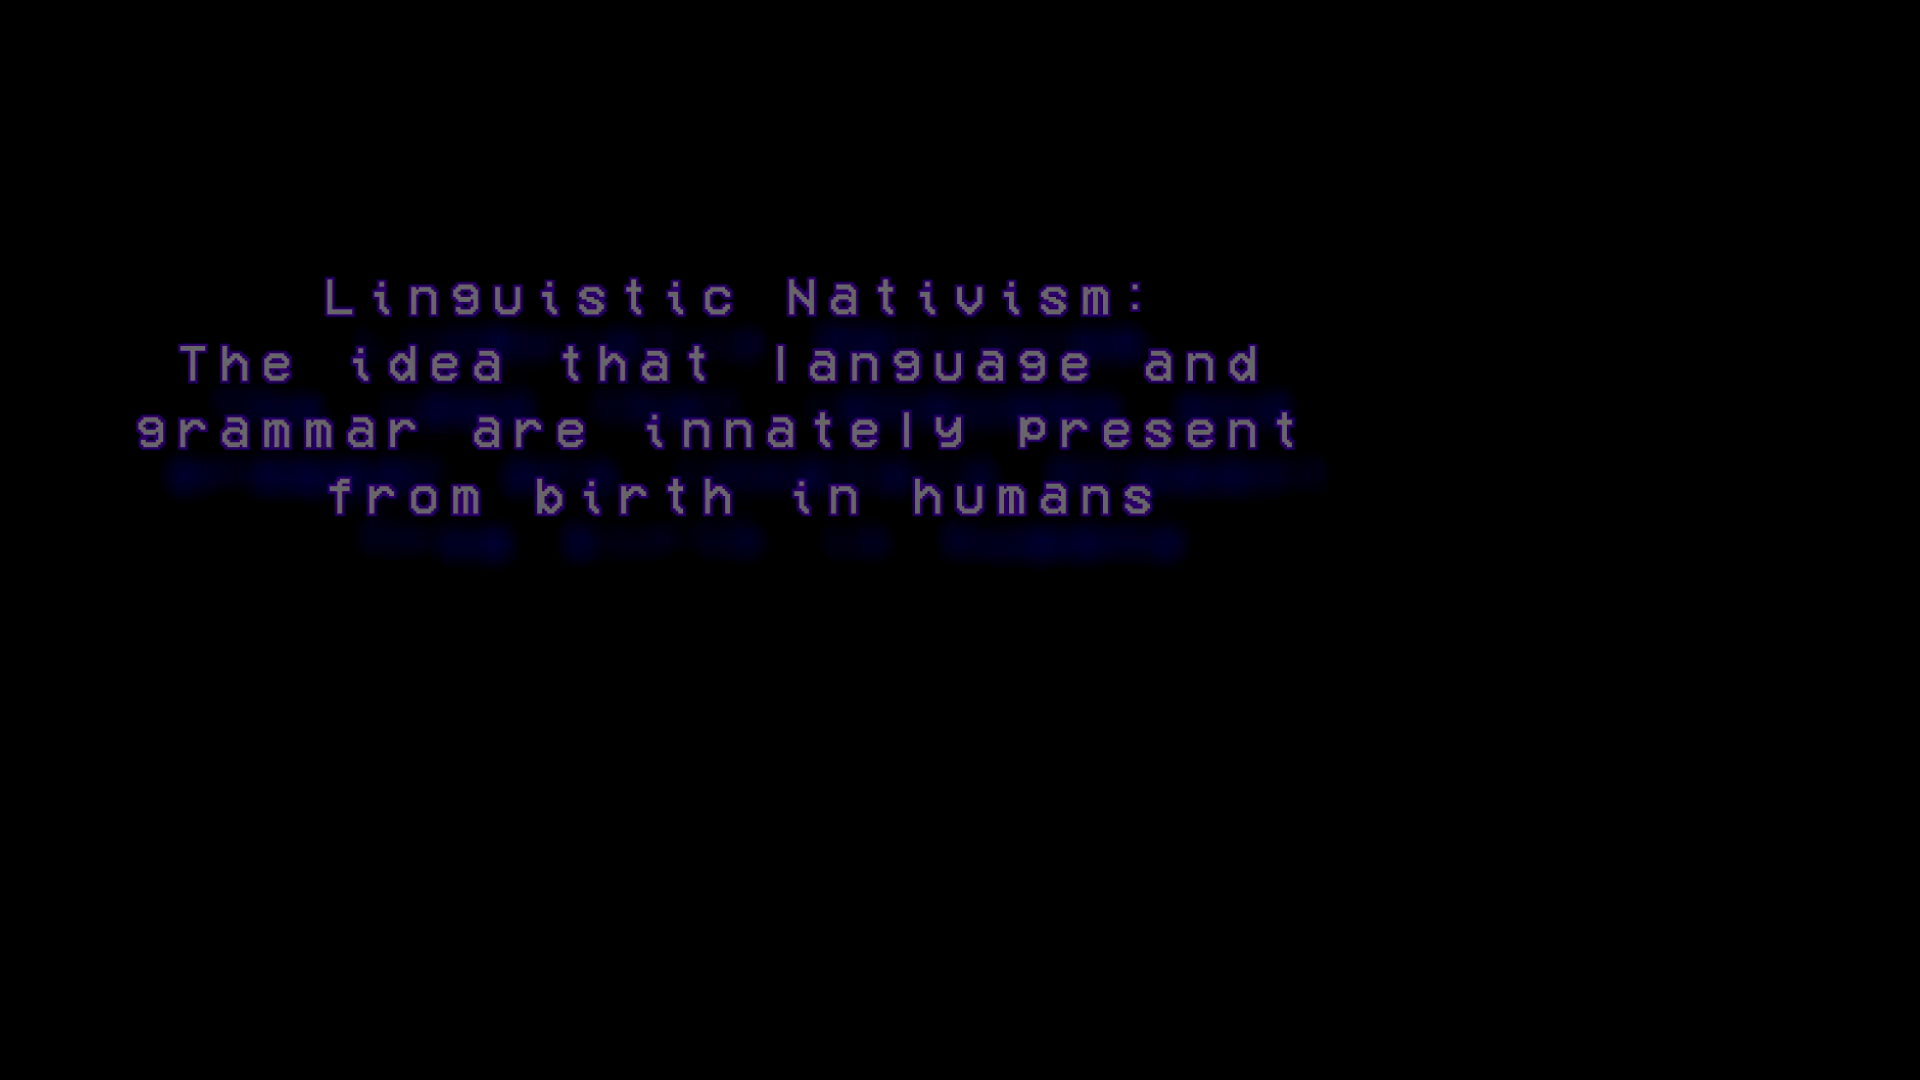 Linguistic Nativism:
The idea that language and
grammar are innately present
from birth in humans